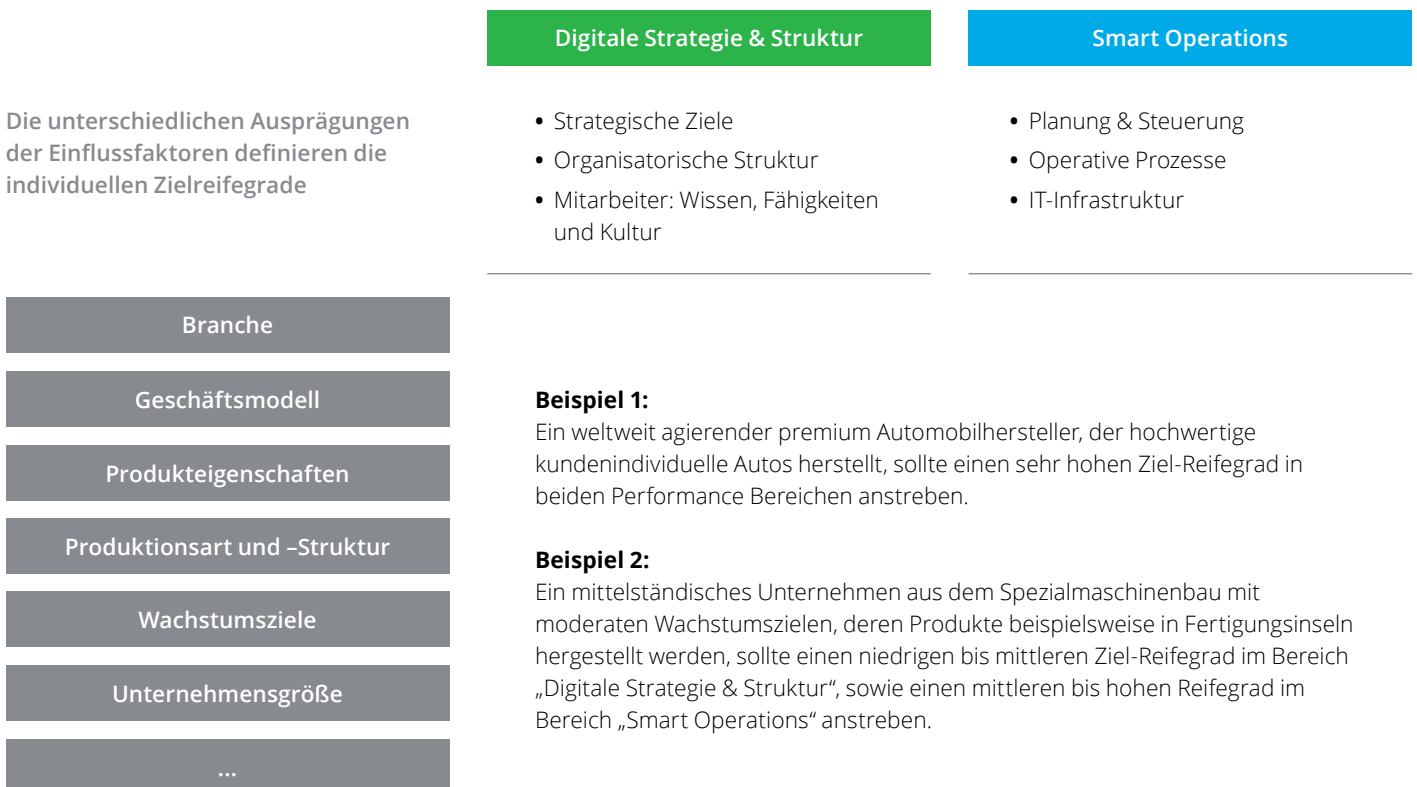 Digitale Strategie & Struktur
Smart Operations
Die unterschiedlichen Ausprägungen
der Einflussfaktoren definieren die
individuellen Zielreifegrade
• Strategische Ziele
• Organisatorische Struktur
• Mitarbeiter: Wissen, Fähigkeiten
und Kultur
• Planung & Steuerung
• Operative Prozesse
• IT-Infrastruktur
Branche
Geschäftsmodell
Produkteigenschaften
Produktionsart und –Struktur
Wachstumsziele
Unternehmensgröße
...
Beispiel 1:
Ein weltweit agierender premium Automobilhersteller, der hochwertige
kundenindividuelle Autos herstellt, sollte einen sehr hohen Ziel-Reifegrad in
beiden Performance Bereichen anstreben.
Beispiel 2:
Ein mittelständisches Unternehmen aus dem Spezialmaschinenbau mit
moderaten Wachstumszielen, deren Produkte beispielsweise in Fertigungsinseln
hergestellt werden, sollte einen niedrigen bis mittleren Ziel-Reifegrad im Bereich
„Digitale Strategie & Struktur“, sowie einen mittleren bis hohen Reifegrad im
Bereich „Smart Operations“ anstreben.